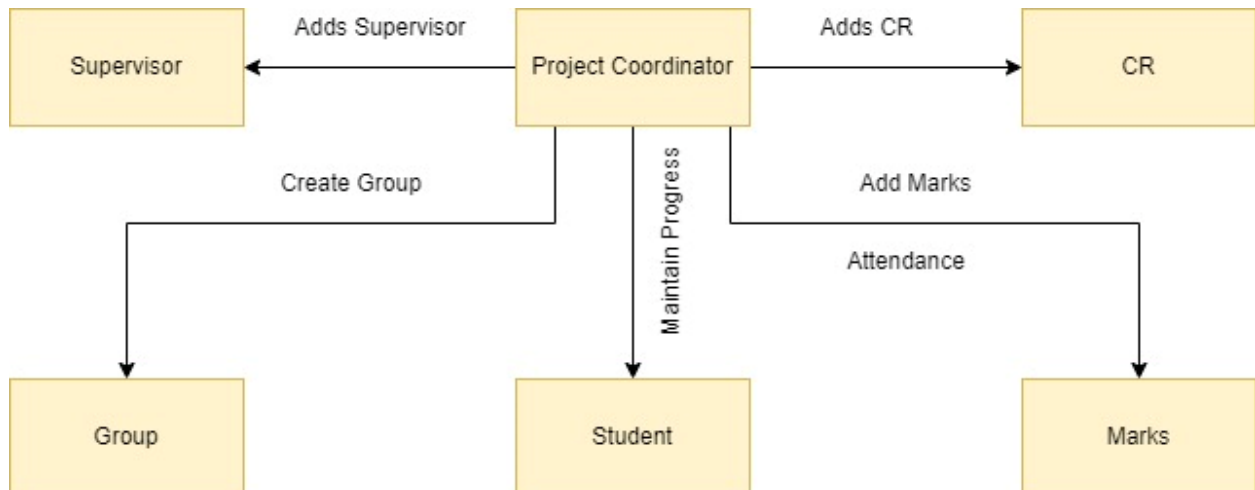 Adds Supervisor
Adds CR
Supervisor
Project Coordinator
CR
Create Group
Maintain Progress
Add Marks
Attendance
Group
Student
Marks